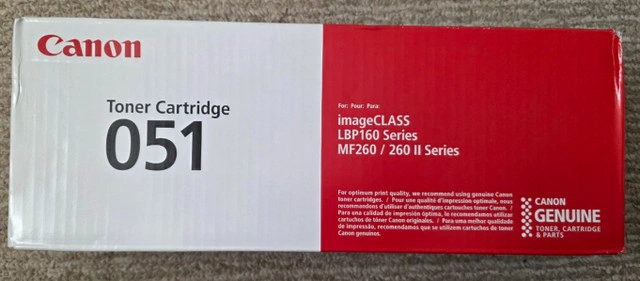 Canon
Toner Cartridge
051
For: Pour: Para:
imageCLASS
LBP160 Series
MF260 / 260 II Series
For optimum print quality, we recommend using genuine Canon
toner cartridges. / Pour une qualité d'impression optimale, nous
recommandons d'utiliser d'authentiques cartouches toner Canon. /
Para una calidad de impresión óptima, le recomendamos utilizar
cartuchos de tóner Canon originales. / Para uma melhor qualidade
de impressão, recomendamos que se utilizem cartuchos de toner
Canon genuínos.
CANON
GENUINE
TONER, CARTRIDGE
& PARTS